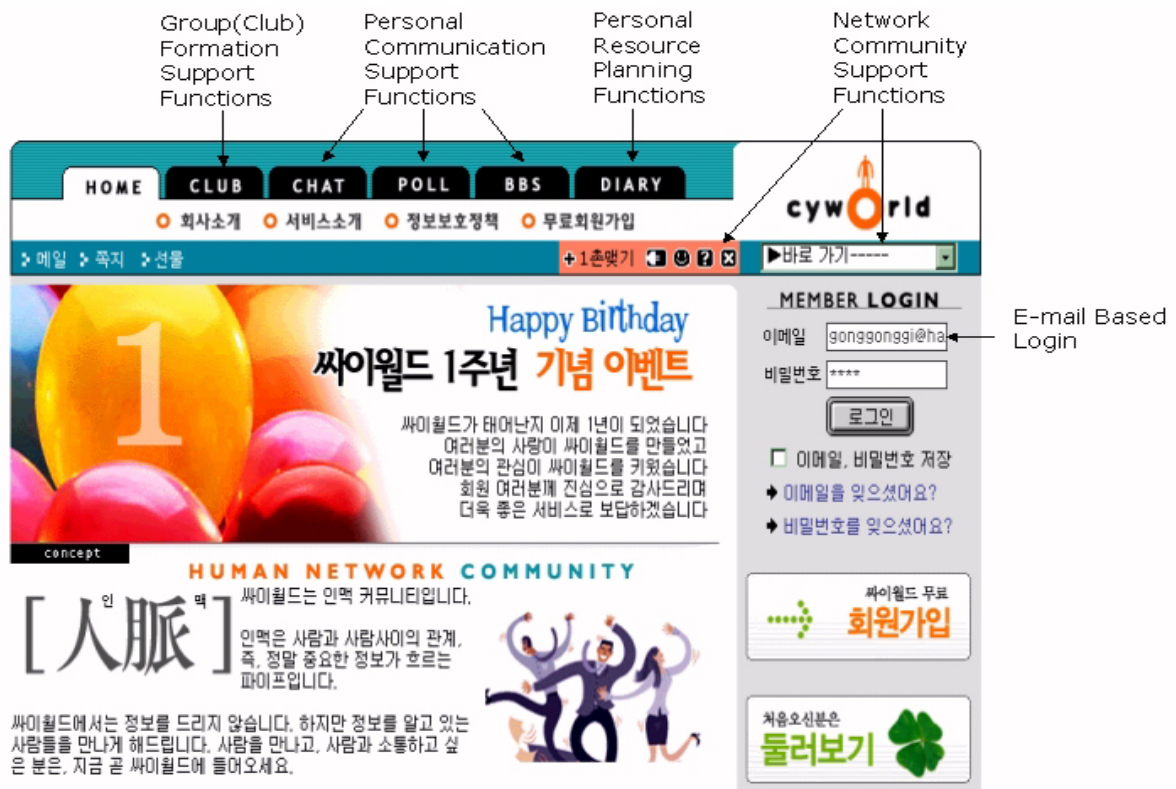 Group(Club)
Formation
Support
Functions
Personal
Communication
Support
Functions
Personal
Resource
Planning
Functions
Network
Community
Support
Functions
HOME CLUB CHAT POLL BBS DIARY
회사소개 서비스소개 정보보호정책 무료회원가입
cyworld
메일 쪽지 선물
+1촌맺기
▶바로 가기-----
Happy Birthday
싸이월드 1주년 기념 이벤트
1
싸이월드가 태어난지 이제 1년이 되었습니다
여러분의 사랑이 싸이월드를 만들었고
여러분의 관심이 싸이월드를 키웠습니다
회원 여러분께 진심으로 감사드리며
더욱 좋은 서비스로 보답하겠습니다
MEMBER LOGIN
이메일 gonggonggi@ha
비밀번호 ****
로그인
이메일, 비밀번호 저장
이메일을 잊으셨어요?
비밀번호를 잊으셨어요?
E-mail Based
Login
concept
HUMAN NETWORK COMMUNITY
인 맥
[人脈]
싸이월드는 인맥 커뮤니티입니다.
인맥은 사람과 사람사이의 관계,
즉, 정말 중요한 정보가 흐르는
파이프입니다.
싸이월드에서는 정보를 드리지 않습니다. 하지만 정보를 알고 있는
사람들을 만나게 해드립니다. 사람을 만나고, 사람과 소통하고 싶
은 분은, 지금 곧 싸이월드에 들어오세요.
싸이월드 무료
회원가입
처음오신분은
둘러보기